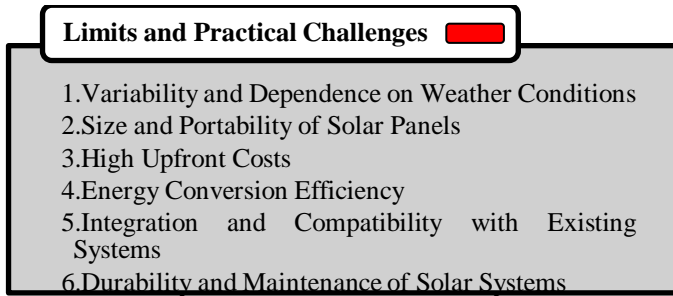 Limits and Practical Challenges
1.Variability and Dependence on Weather Conditions
2.Size and Portability of Solar Panels
3.High Upfront Costs
4.Energy Conversion Efficiency
5.Integration and Compatibility with Existing
Systems
6.Durability and Maintenance of Solar Systems